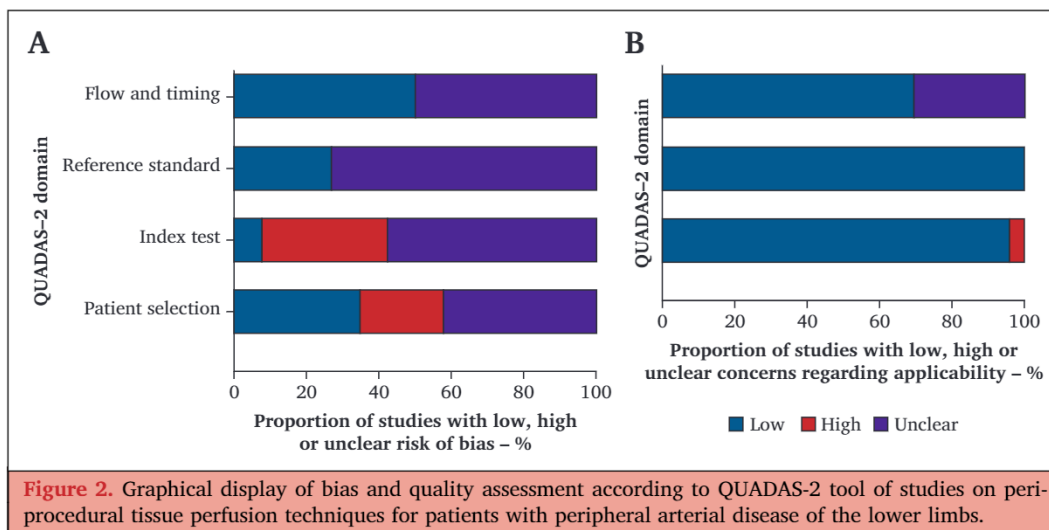 A
QUADAS–2 domain
Flow and timing
Reference standard
Index test
Patient selection
0 20 40 60 80 100
Proportion of studies with low, high
or unclear risk of bias – %
B
QUADAS–2 domain
0 20 40 60 80 100
Proportion of studies with low, high or
unclear concerns regarding applicability – %
Low High Unclear
Figure 2. Graphical display of bias and quality assessment according to QUADAS-2 tool of studies on peri-
procedural tissue perfusion techniques for patients with peripheral arterial disease of the lower limbs.